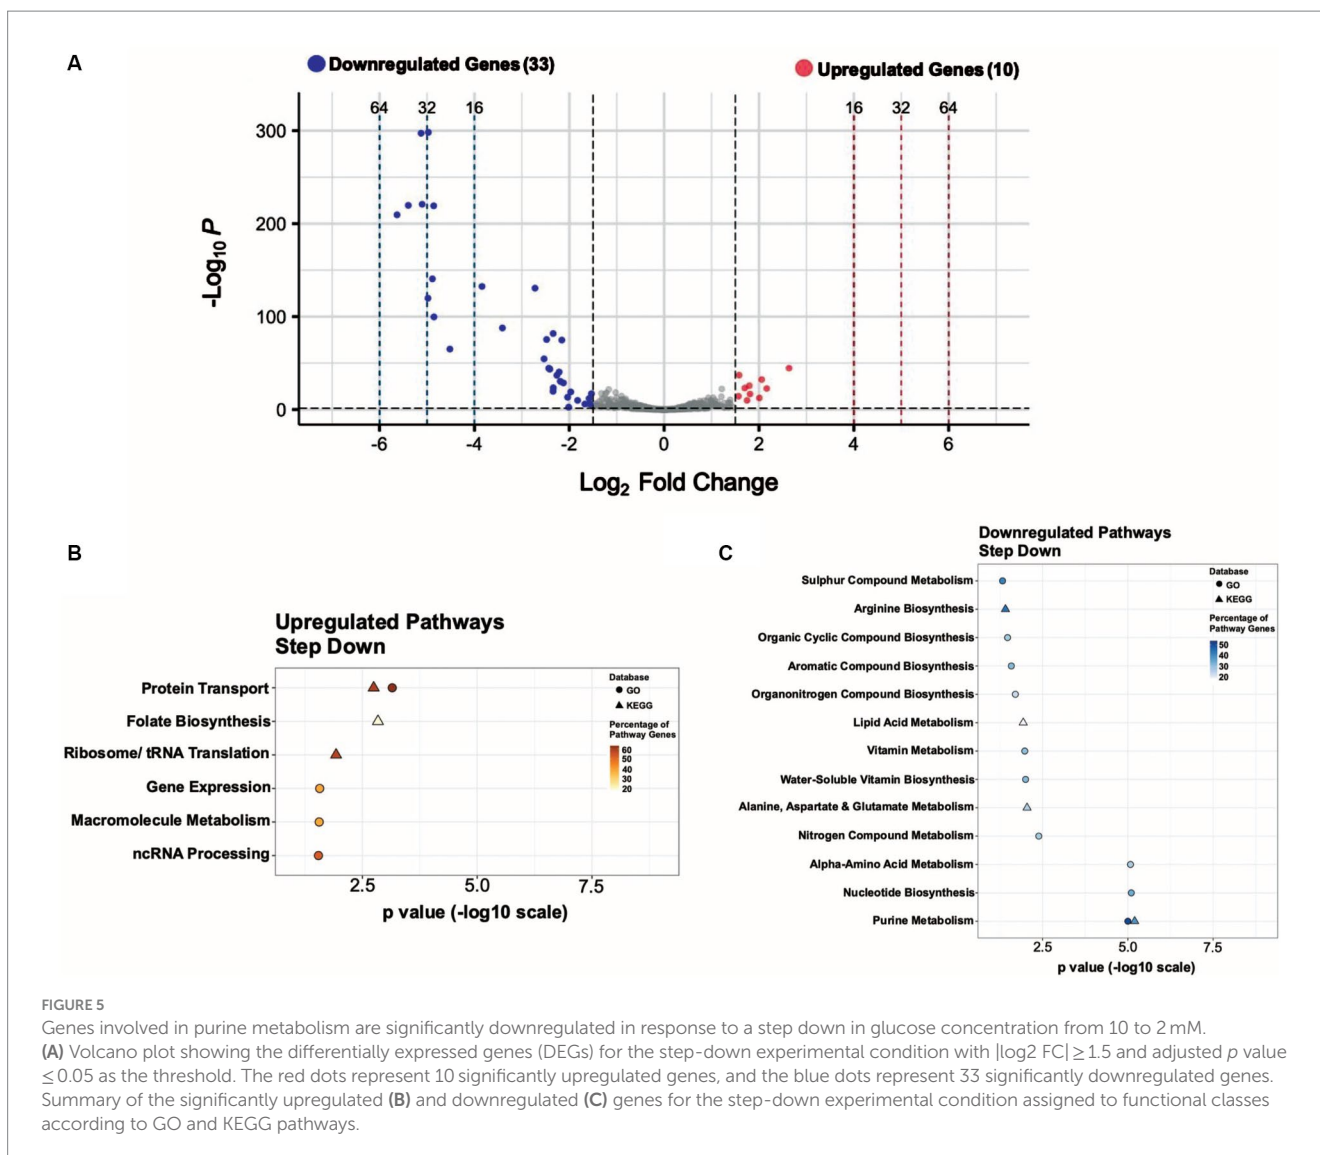 A
Downregulated Genes (33)
Upregulated Genes (10)
64 32 16 16 32 64
300
200
100
0
-Log10 P
-6 -4 -2 0 2 4 6
Log2 Fold Change
B
Upregulated Pathways
Step Down
Protein Transport
Folate Biosynthesis
Ribosome/ tRNA Translation
Gene Expression
Macromolecule Metabolism
ncRNA Processing
Database
GO
KEGG
Percentage of
Pathway Genes
60
50
40
30
20
2.5 5.0 7.5
p value (-log10 scale)
C
Downregulated Pathways
Step Down
Sulphur Compound Metabolism
Arginine Biosynthesis
Organic Cyclic Compound Biosynthesis
Aromatic Compound Biosynthesis
Organonitrogen Compound Biosynthesis
Lipid Acid Metabolism
Vitamin Metabolism
Water-Soluble Vitamin Biosynthesis
Alanine, Aspartate & Glutamate Metabolism
Nitrogen Compound Metabolism
Alpha-Amino Acid Metabolism
Nucleotide Biosynthesis
Purine Metabolism
Database
GO
KEGG
Percentage of
Pathway Genes
50
40
30
20
2.5 5.0 7.5
p value (-log10 scale)
FIGURE 5
Genes involved in purine metabolism are significantly downregulated in response to a step down in glucose concentration from 10 to 2 mM.
(A) Volcano plot showing the differentially expressed genes (DEGs) for the step-down experimental condition with |log2 FC| ≥ 1.5 and adjusted p value
≤ 0.05 as the threshold. The red dots represent 10 significantly upregulated genes, and the blue dots represent 33 significantly downregulated genes.
Summary of the significantly upregulated (B) and downregulated (C) genes for the step-down experimental condition assigned to functional classes
according to GO and KEGG pathways.